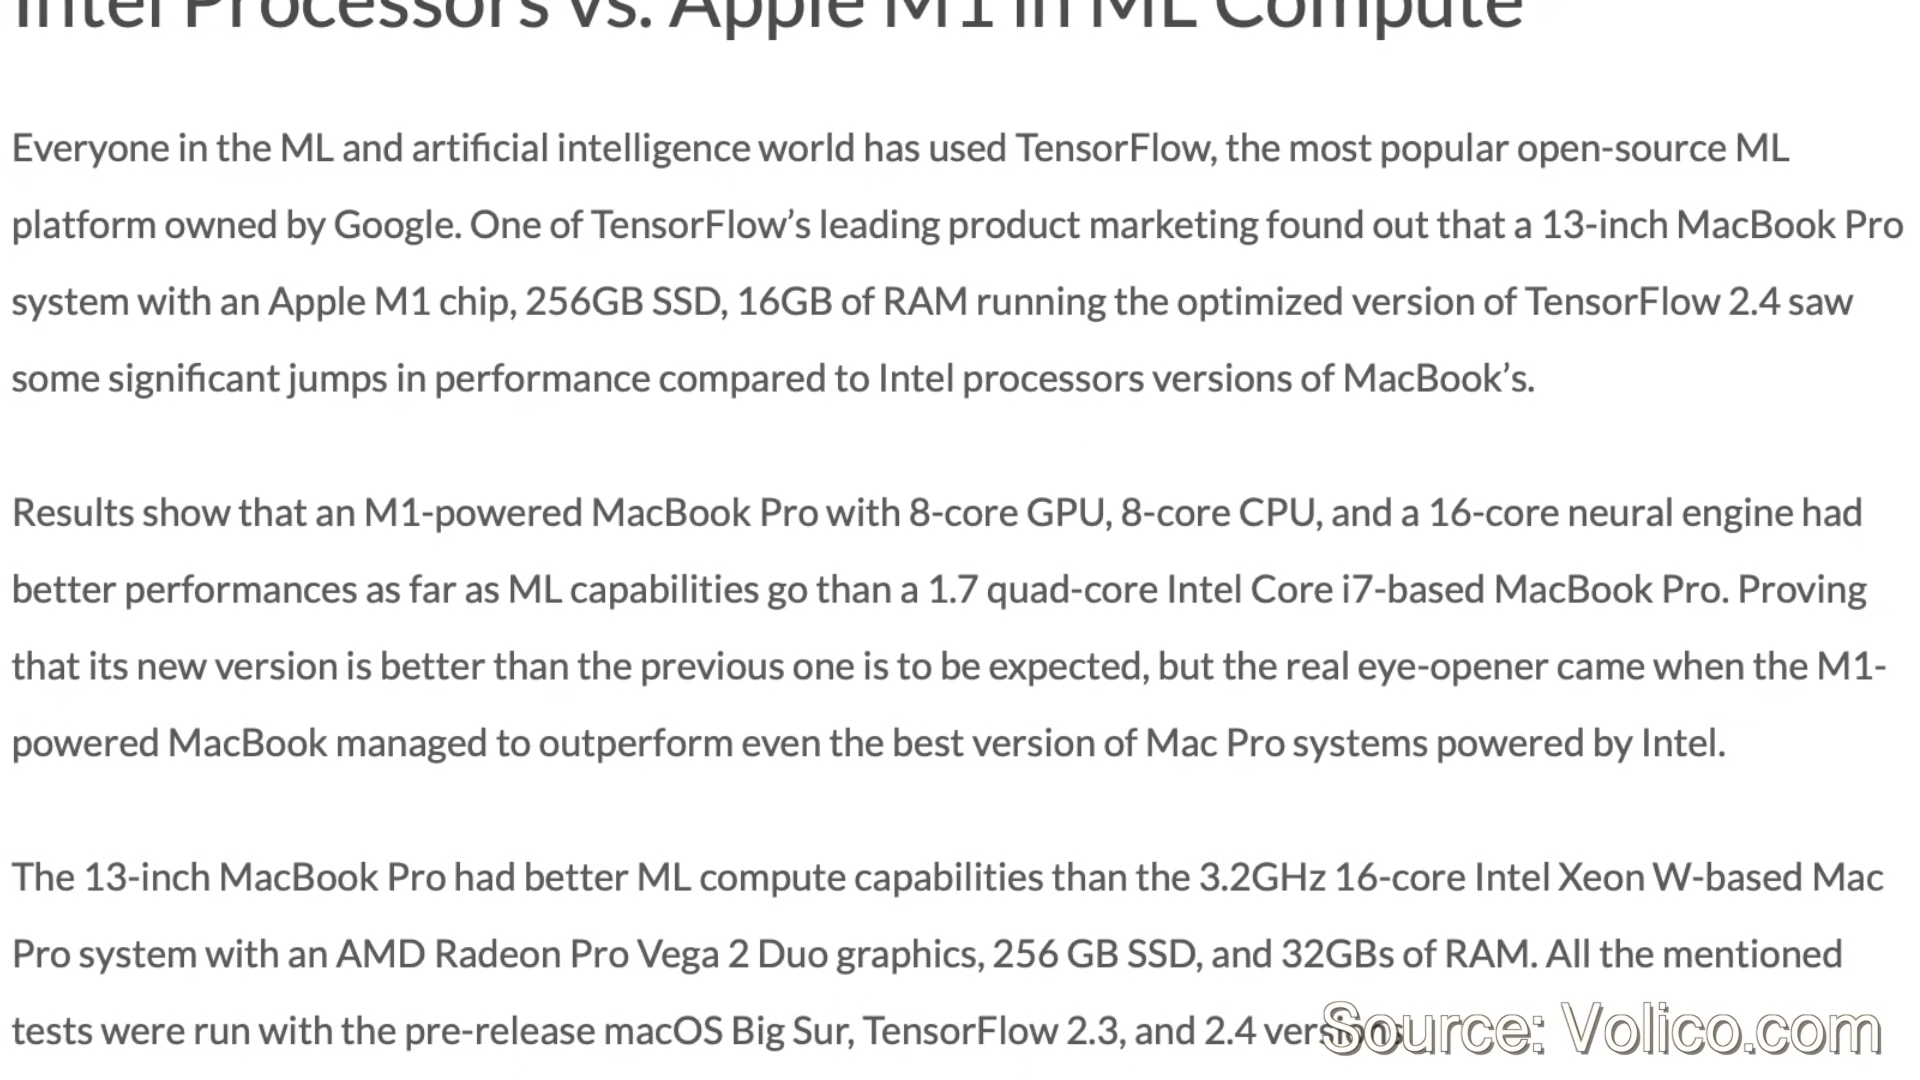 Intel Processors vs. Apple M1 in ML Compute
Everyone in the ML and artificial intelligence world has used TensorFlow, the most popular open-source ML
platform owned by Google. One of TensorFlow’s leading product marketing found out that a 13-inch MacBook Pro
system with an Apple M1 chip, 256GB SSD, 16GB of RAM running the optimized version of TensorFlow 2.4 saw
some significant jumps in performance compared to Intel processors versions of MacBook’s.
Results show that an M1-powered MacBook Pro with 8-core GPU, 8-core CPU, and a 16-core neural engine had
better performances as far as ML capabilities go than a 1.7 quad-core Intel Core i7-based MacBook Pro. Proving
that its new version is better than the previous one is to be expected, but the real eye-opener came when the M1-
powered MacBook managed to outperform even the best version of Mac Pro systems powered by Intel.
The 13-inch MacBook Pro had better ML compute capabilities than the 3.2GHz 16-core Intel Xeon W-based Mac
Pro system with an AMD Radeon Pro Vega 2 Duo graphics, 256 GB SSD, and 32GBs of RAM. All the mentioned
tests were run with the pre-release macOS Big Sur, TensorFlow 2.3, and 2.4 versions
Source: Volico.com